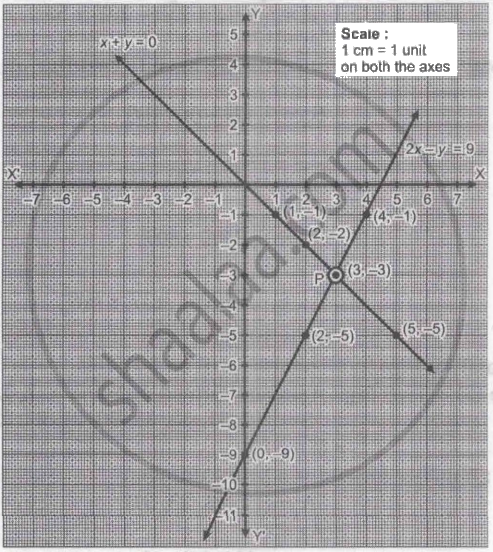 Y
x + y = 0
Scale :
1 cm = 1 unit
on both the axes
5
4
3
2
1
2x – y = 9
X'
X
–7 –6 –5 –4 –3 –2 –1 1 2 3 4 5 6 7
–1
(1, –1)
(4, –1)
–2
(2, –2)
–3
P
(3, –3)
–4
–5
(2, –5)
(5, –5)
–6
–7
–8
–9
(0, –9)
–10
–11
Y'
shaalaa.com